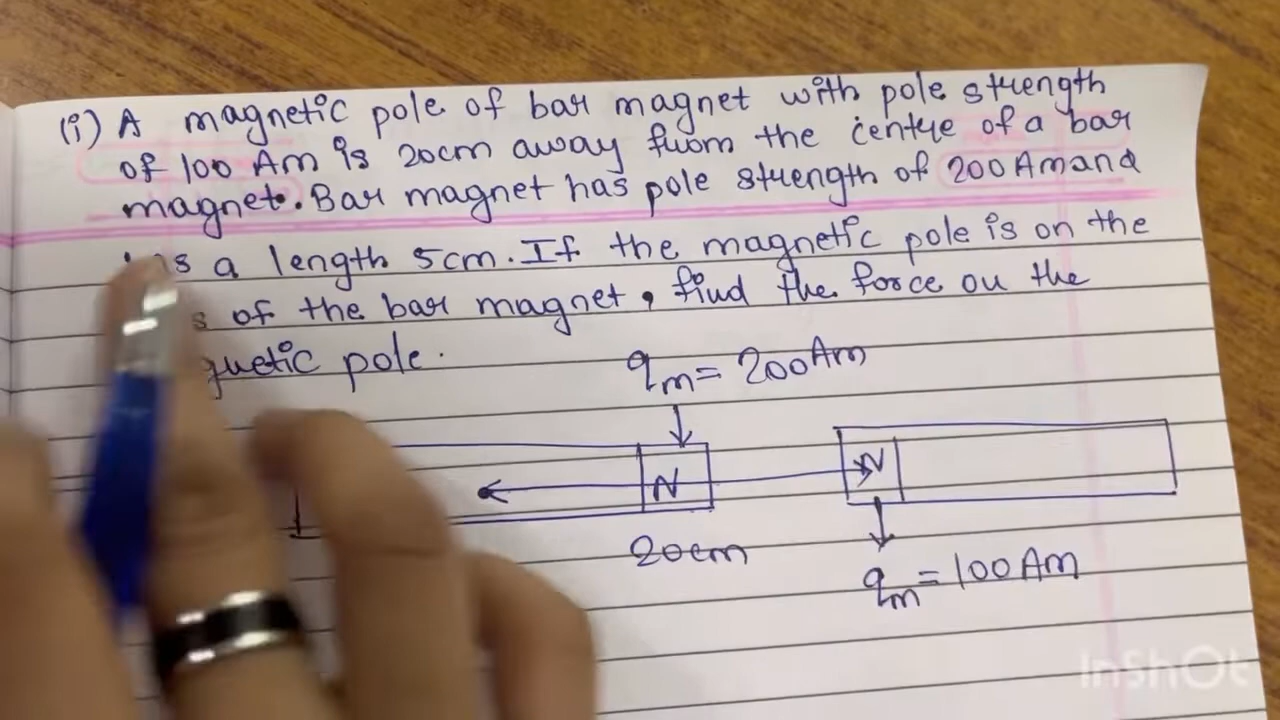 (i) A magnetic pole of bar magnet with pole strength
of 100 Am is 20cm away from the centre of a bar
magnet. Bar magnet has pole strength of 200 Am and
a length 5cm. If the magnetic pole is on the
of the bar magnet, find the force on the
pole.
qm = 200 Am
N
N
20cm
qm = 100 Am
InShOt